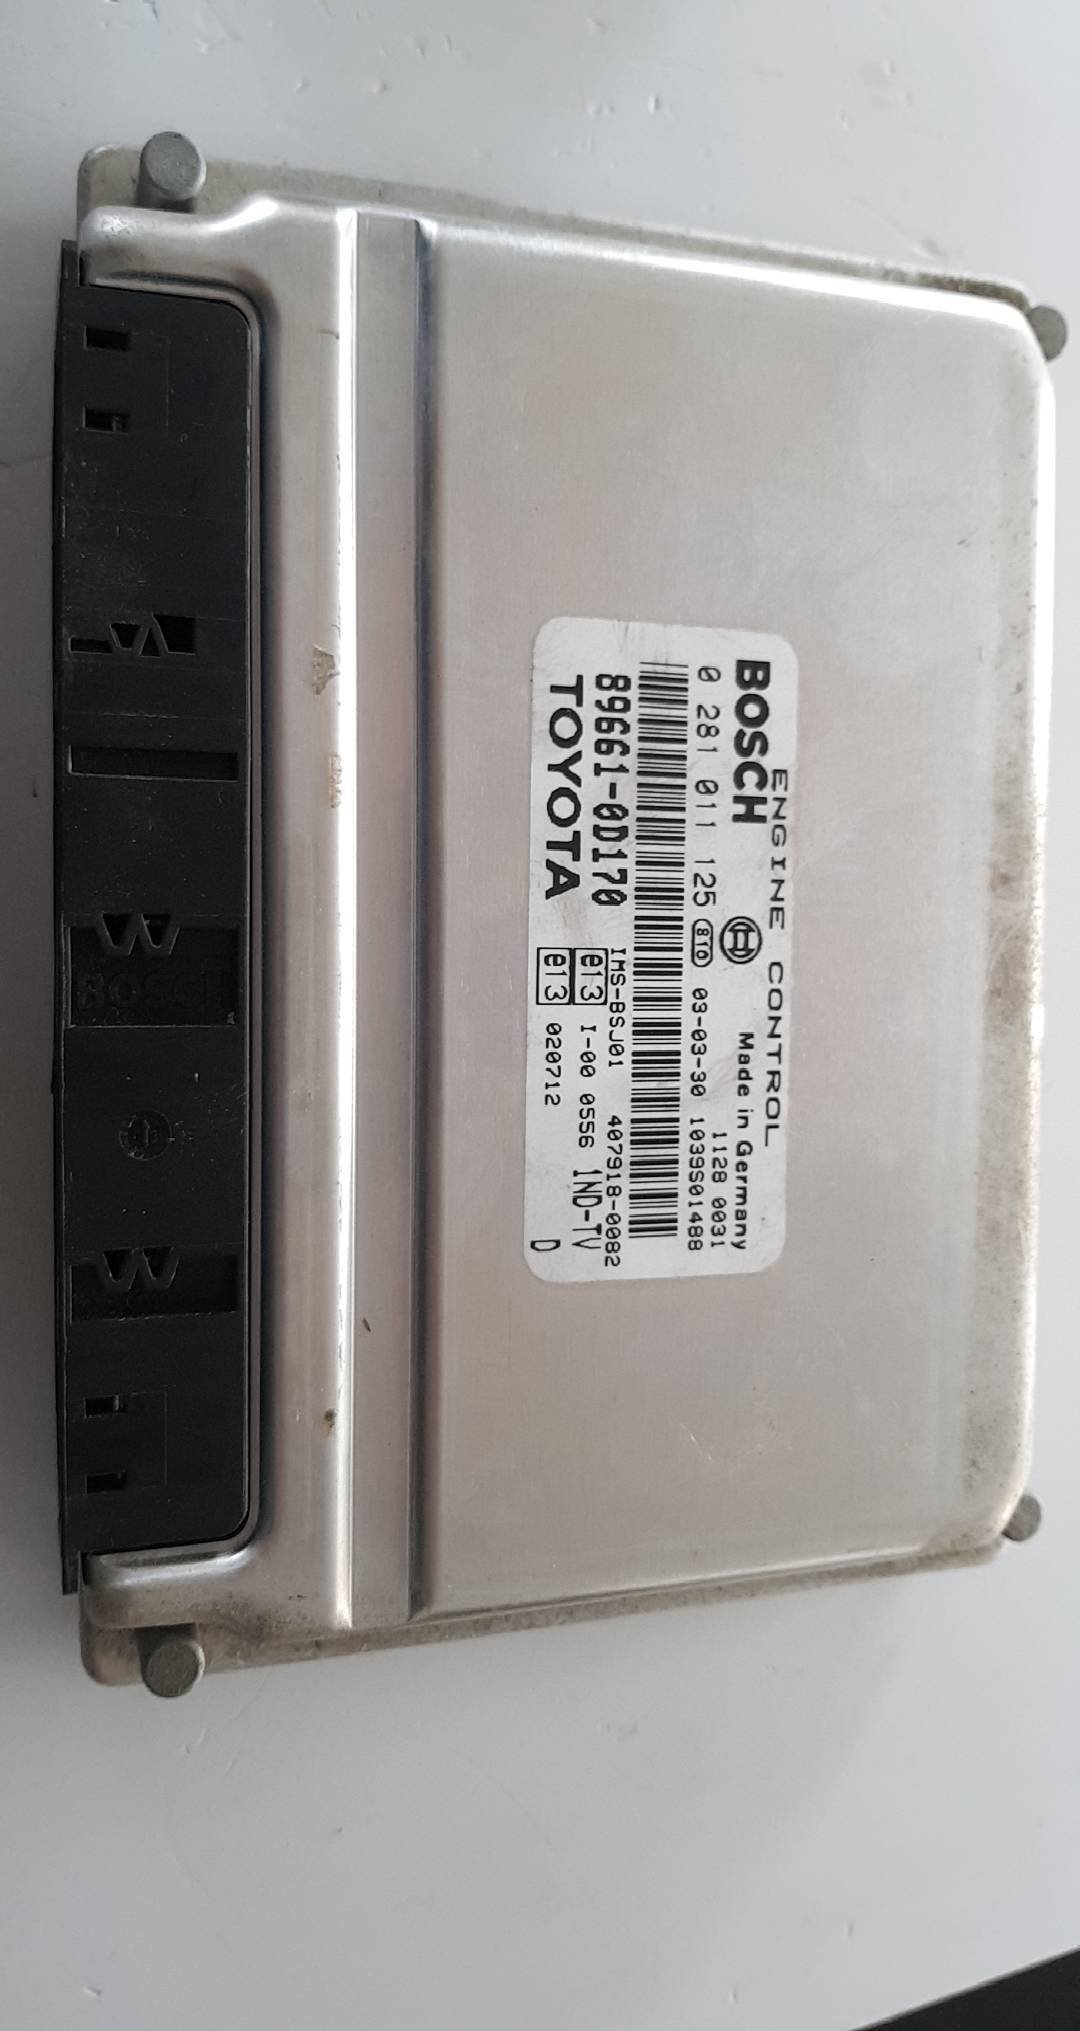 ENGINE CONTROL
BOSCH Made in Germany
1128 0031
0 281 011 125 810 03-03-30 1039S01488
IMS-BSJ01 407918-0082
89661-0D170 e13 I-00 0556 1ND-TV
TOYOTA e13 020712 D
BOSCH